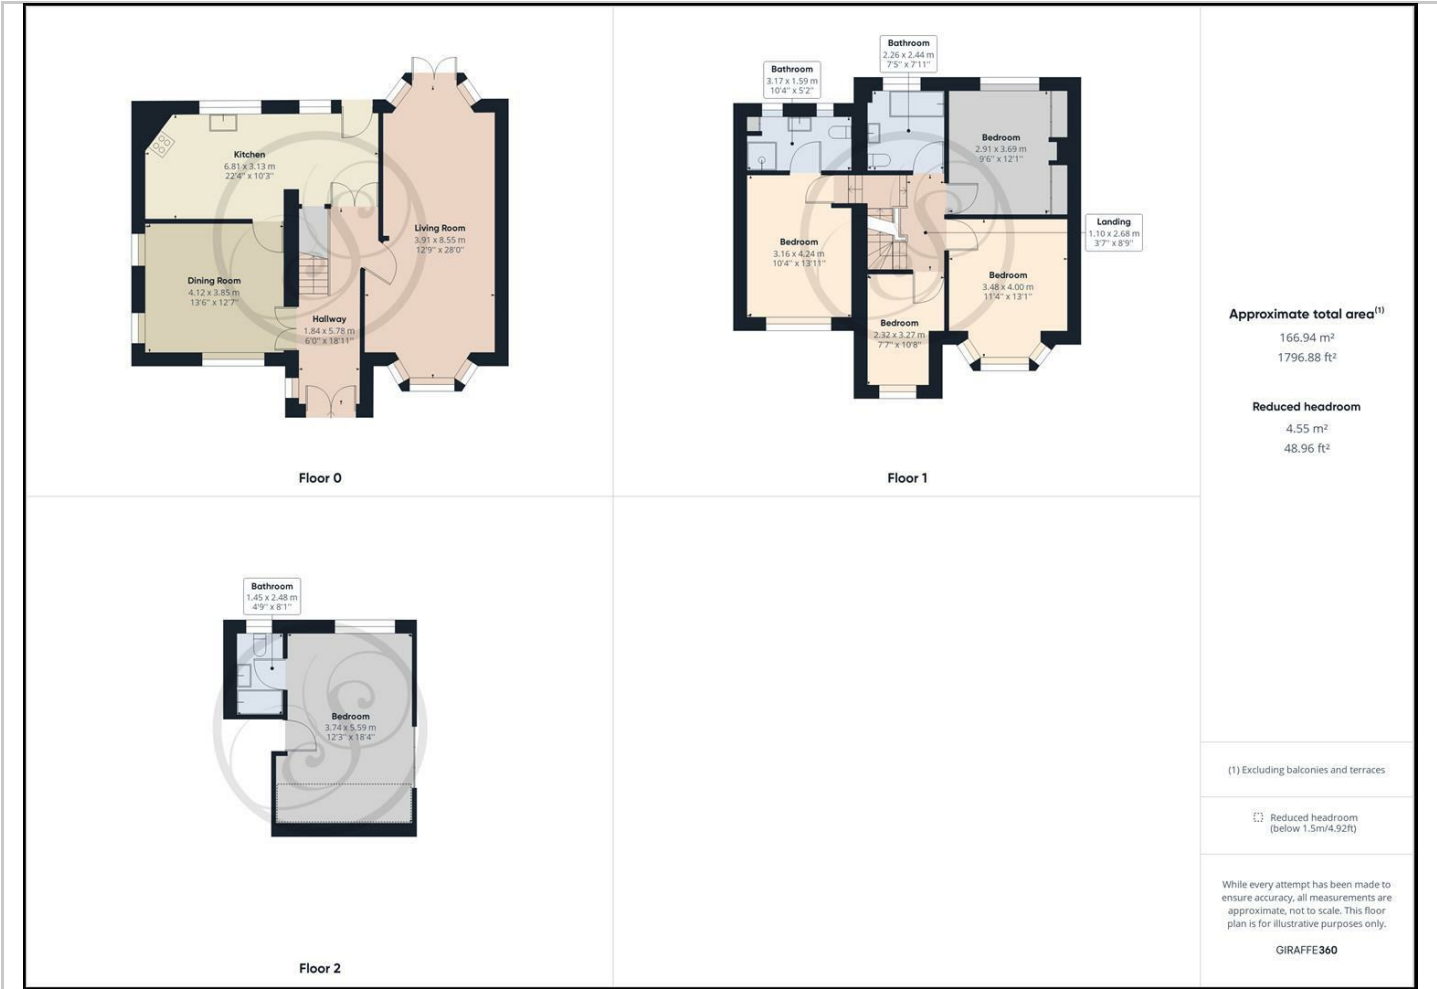 Kitchen
6.81 x 3.13 m
22'4" x 10'3"
Living Room
3.91 x 8.55 m
12'9" x 28'0"
Dining Room
4.12 x 3.85 m
13'6" x 12'7"
Hallway
1.84 x 5.78 m
6'0" x 18'11"
Floor 0
Bathroom
3.17 x 1.59 m
10'4" x 5'2"
Bathroom
2.26 x 2.44 m
7'5" x 7'11"
Bedroom
2.91 x 3.69 m
9'6" x 12'1"
Landing
1.10 x 2.68 m
3'7" x 8'9"
Bedroom
3.16 x 4.24 m
10'4" x 13'11"
Bedroom
3.48 x 4.00 m
11'4" x 13'1"
Bedroom
2.32 x 3.27 m
7'7" x 10'8"
Floor 1
Bathroom
1.45 x 2.48 m
4'9" x 8'1"
Bedroom
3.74 x 5.59 m
12'3" x 18'4"
Floor 2
Approximate total area(1)
166.94 m²
1796.88 ft²
Reduced headroom
4.55 m²
48.96 ft²
(1) Excluding balconies and terraces
Reduced headroom
(below 1.5m/4.92ft)
While every attempt has been made to
ensure accuracy, all measurements are
approximate, not to scale. This floor
plan is for illustrative purposes only.
GIRAFFE360